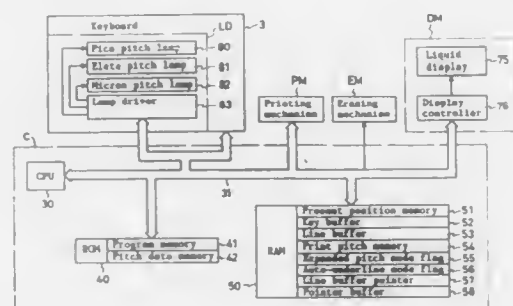 Keyboard
LD
3
DM
Pica pitch lamp
80
Elete pitch lamp
81
Micron pitch lamp
82
Lamp driver
83
PM
EM
Liquid display
75
Printing mechanism
Erasing mechanism
Display controller
76
C
CPU
30
31
ROM
Program memory
41
Pitch data memory
42
40
RAM
50
Present position memory
51
Key buffer
52
Line buffer
53
Print pitch memory
54
Expanded pitch mode flag
55
Auto-underline mode flag
56
Line buffer pointer
57
Pointer buffer
58